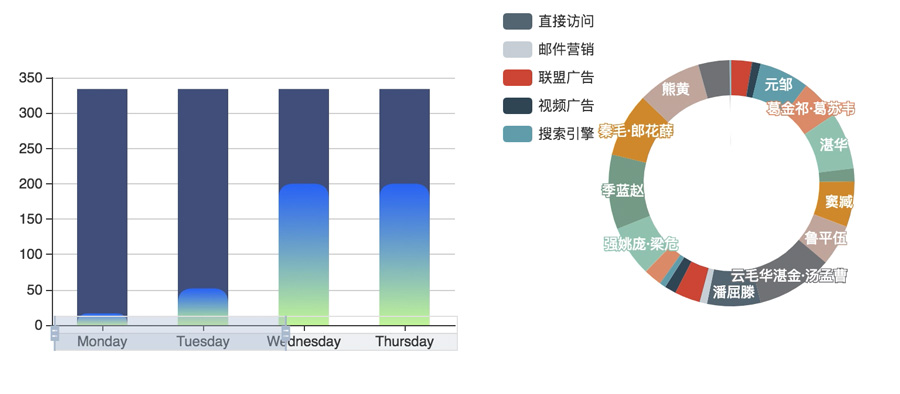 350
300
250
200
150
100
50
0
Monday
Tuesday
Wednesday
Thursday
直接访问
邮件营销
联盟广告
视频广告
搜索引擎
元邹
葛金祁·葛苏韦
湛华
窦臧
鲁平伍
云毛华湛金·汤孟曹
潘屈滕
强姚庞·梁危
季蓝赵
秦毛·郎花薛
熊黄